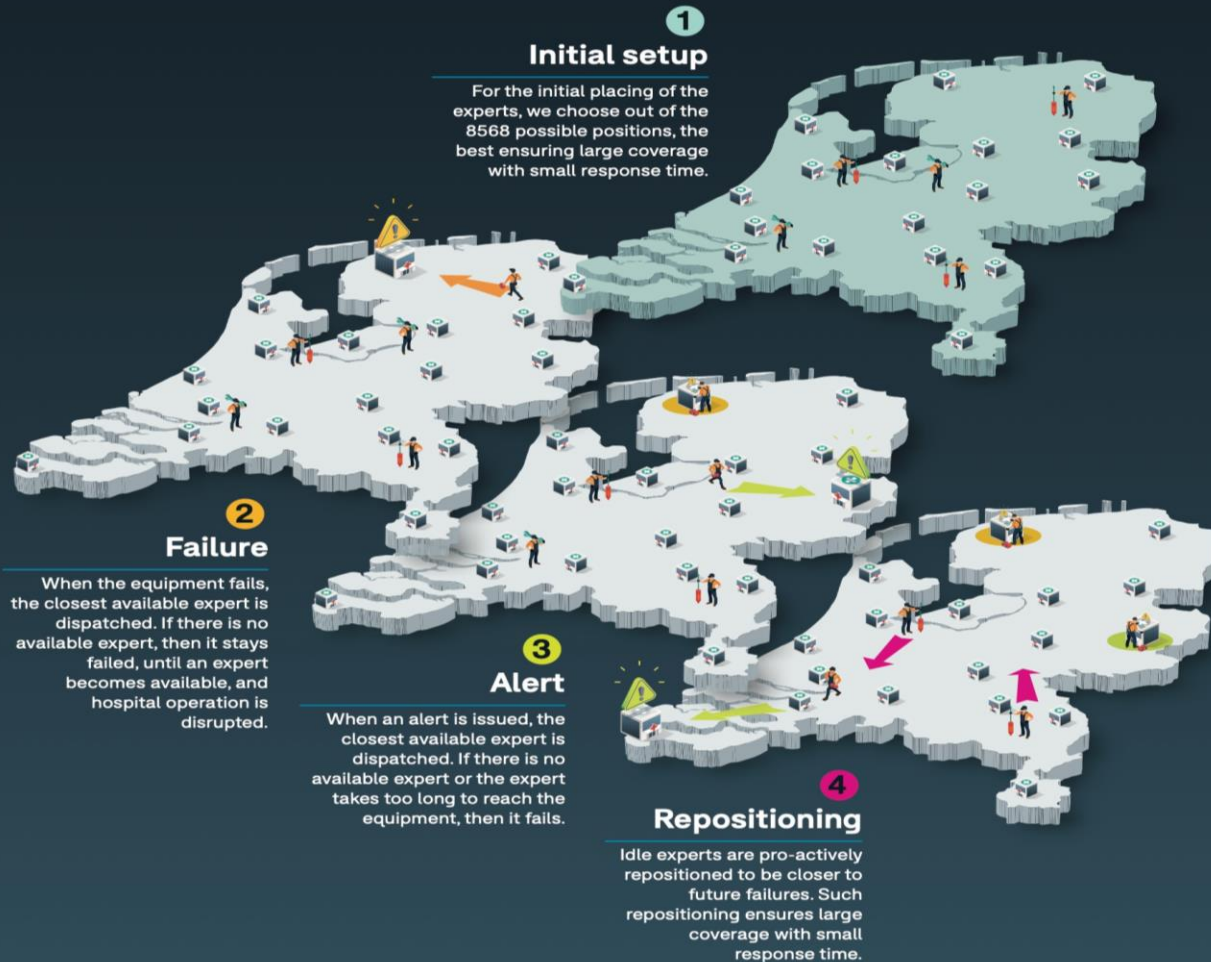 1
Initial setup
For the initial placing of the
experts, we choose out of the
8568 possible positions, the
best ensuring large coverage
with small response time.
2
Failure
When the equipment fails,
the closest available expert is
dispatched. If there is no
available expert, then it stays
failed, until an expert
becomes available, and
hospital operation is
disrupted.
3
Alert
When an alert is issued, the
closest available expert is
dispatched. If there is no
available expert or the expert
takes too long to reach the
equipment, then it fails.
4
Repositioning
Idle experts are pro-actively
repositioned to be closer to
future failures. Such
repositioning ensures large
coverage with small
response time.